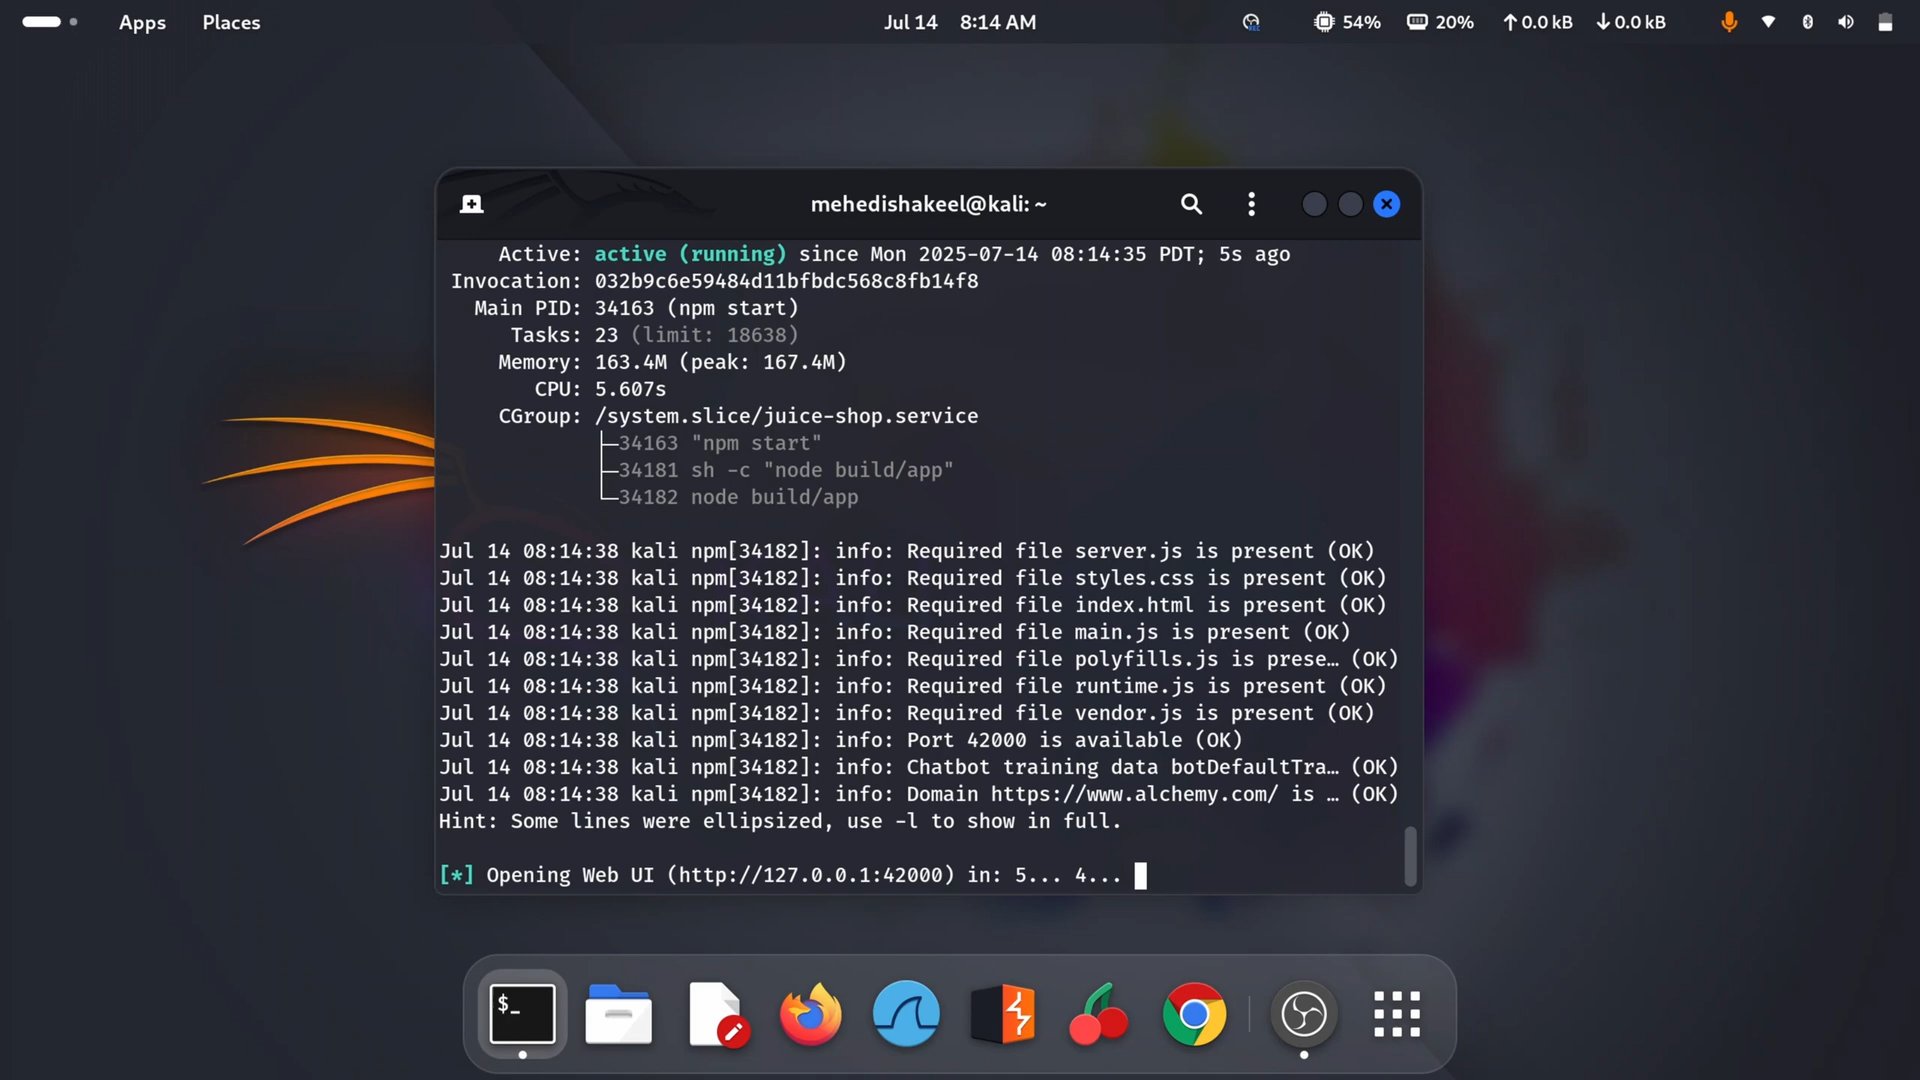 Apps Places Jul 14 8:14 AM 54% 20% ↑0.0 kB ↓0.0 kB
mehedishakeel@kali: ~
Active: active (running) since Mon 2025-07-14 08:14:35 PDT; 5s ago
Invocation: 032b9c6e59484d11bfbdc568c8fb14f8
Main PID: 34163 (npm start)
Tasks: 23 (limit: 18638)
Memory: 163.4M (peak: 167.4M)
CPU: 5.607s
CGroup: /system.slice/juice-shop.service
├─34163 "npm start"
├─34181 sh -c "node build/app"
└─34182 node build/app
Jul 14 08:14:38 kali npm[34182]: info: Required file server.js is present (OK)
Jul 14 08:14:38 kali npm[34182]: info: Required file styles.css is present (OK)
Jul 14 08:14:38 kali npm[34182]: info: Required file index.html is present (OK)
Jul 14 08:14:38 kali npm[34182]: info: Required file main.js is present (OK)
Jul 14 08:14:38 kali npm[34182]: info: Required file polyfills.js is prese… (OK)
Jul 14 08:14:38 kali npm[34182]: info: Required file runtime.js is present (OK)
Jul 14 08:14:38 kali npm[34182]: info: Required file vendor.js is present (OK)
Jul 14 08:14:38 kali npm[34182]: info: Port 42000 is available (OK)
Jul 14 08:14:38 kali npm[34182]: info: Chatbot training data botDefaultTra… (OK)
Jul 14 08:14:38 kali npm[34182]: info: Domain https://www.alchemy.com/ is … (OK)
Hint: Some lines were ellipsized, use -l to show in full.
[*] Opening Web UI (http://127.0.0.1:42000) in: 5... 4...
$_